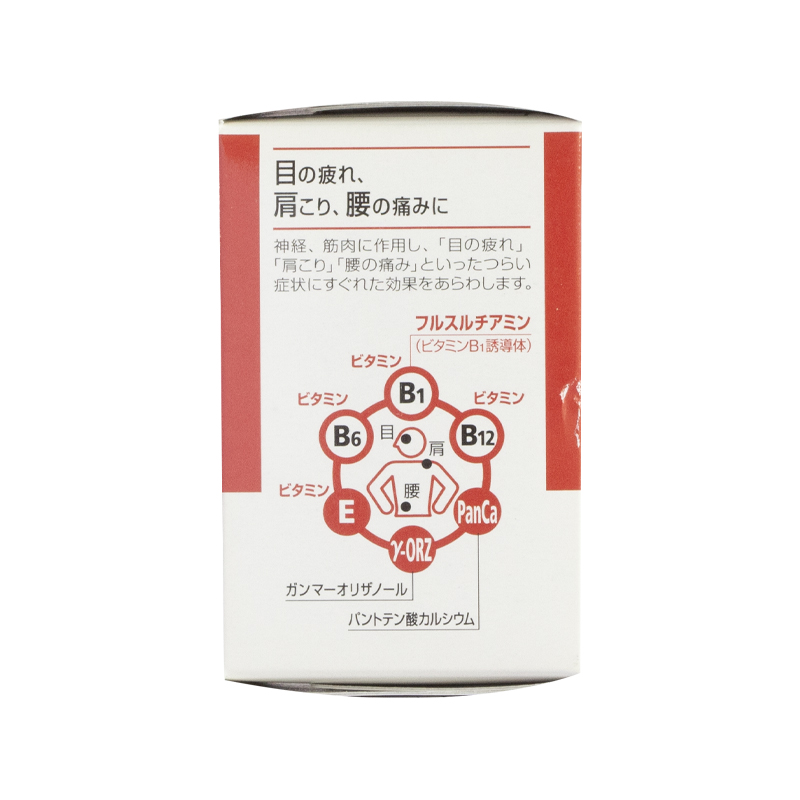 目の疲れ、
肩こり、腰の痛みに
神経、筋肉に作用し、「目の疲れ」
「肩こり」「腰の痛み」といったつらい
症状にすぐれた効果をあらわします。
フルスルチアミン
(ビタミンB1誘導体)
ビタミン
B1
ビタミン
B6
ビタミン
B12
目
肩
腰
ビタミン
E
PanCa
γ-ORZ
ガンマーオリザノール
パントテン酸カルシウム